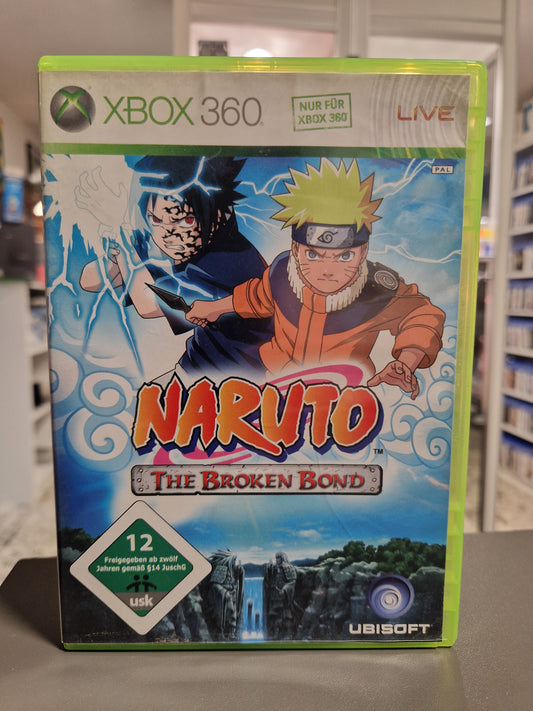 XBOX 360
NUR FÜR
XBOX 360
LIVE
PAL
NARUTO
TM
THE BROKEN BOND
12
Freigegeben ab zwölf
Jahren gemäß §14 JuschG
usk
UBISOFT